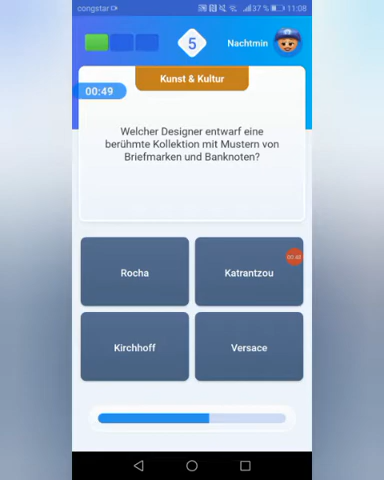 congstar 37 % 11:08
5 Nachtmin
Kunst & Kultur
00:49
Welcher Designer entwarf eine
berühmte Kollektion mit Mustern von
Briefmarken und Banknoten?
Rocha Katrantzou
Kirchhoff Versace